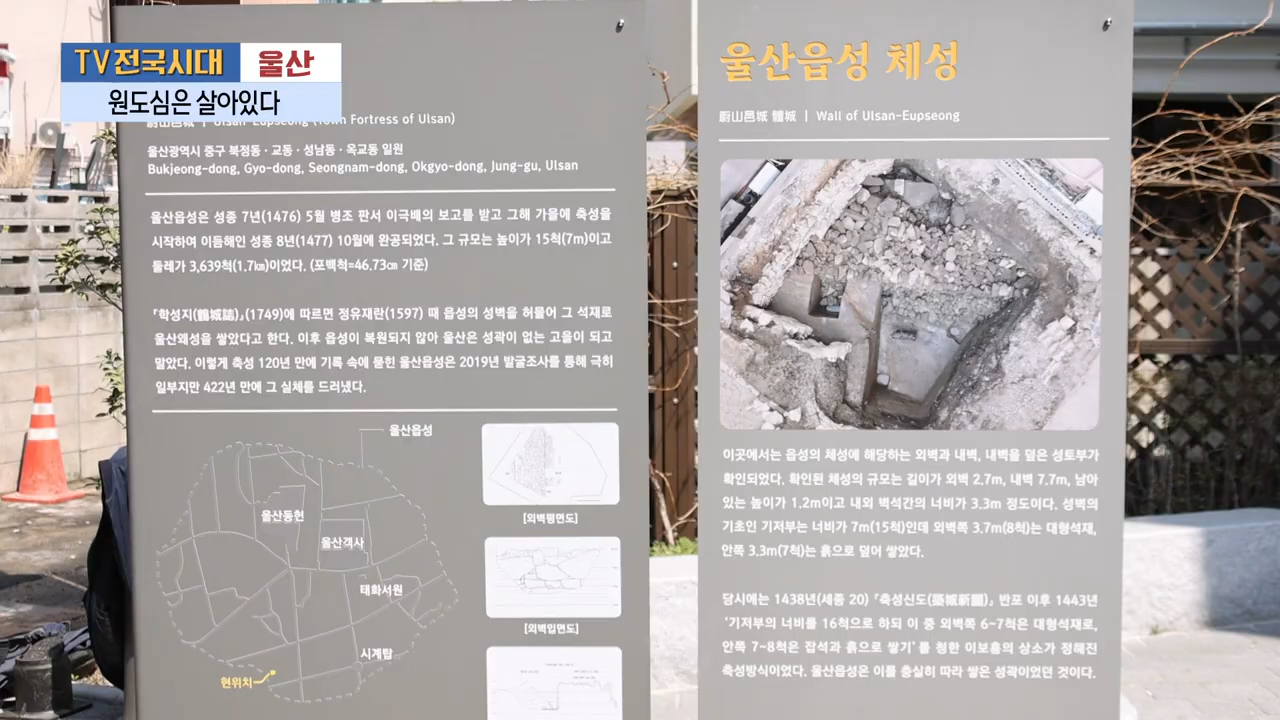 TV전국시대 울산
원도심은 살아있다
Ulsan-Eupseong (Town Fortress of Ulsan)
울산광역시 중구 북정동 · 교동 · 성남동 · 옥교동 일원
Bukjeong-dong, Gyo-dong, Seongnam-dong, Okgyo-dong, Jung-gu, Ulsan
울산읍성은 성종 7년(1476) 5월 병조 판서 이극배의 보고를 받고 그해 가을에 축성을
시작하여 이듬해인 성종 8년(1477) 10월에 완공되었다. 그 규모는 높이가 15척(7m)이고
둘레가 3,639척(1.7㎞)이었다. (포백척=46.73㎝ 기준)
『학성지(鶴城誌)』(1749)에 따르면 정유재란(1597) 때 읍성의 성벽을 허물어 그 석재로
울산왜성을 쌓았다고 한다. 이후 읍성이 복원되지 않아 울산은 성곽이 없는 고을이 되고
말았다. 이렇게 축성 120년 만에 기록 속에 묻힌 울산읍성은 2019년 발굴조사를 통해 극히
일부지만 422년 만에 그 실체를 드러냈다.
울산읍성
울산동헌
울산객사
태화서원
시계탑
현위치
[외벽평면도]
[외벽입면도]
울산읍성 체성
蔚山邑城 體城 | Wall of Ulsan-Eupseong
이곳에서는 읍성의 체성에 해당하는 외벽과 내벽, 내벽을 덮은 성토부가
확인되었다. 확인된 체성의 규모는 길이가 외벽 2.7m, 내벽 7.7m, 남아
있는 높이가 1.2m이고 내외 벽석간의 너비가 3.3m 정도이다. 성벽의
기초인 기저부는 너비가 7m(15척)인데 외벽쪽 3.7m(8척)는 대형석재,
안쪽 3.3m(7척)는 흙으로 덮어 쌓았다.
당시에는 1438년(세종 20) 『축성신도(築城新圖)』 반포 이후 1443년
'기저부의 너비를 16척으로 하되 이 중 외벽쪽 6~7척은 대형석재로,
안쪽 7~8척은 잡석과 흙으로 쌓기'를 청한 이보흠의 상소가 정해진
축성방식이었다. 울산읍성은 이를 충실히 따라 쌓은 성곽이었던 것이다.